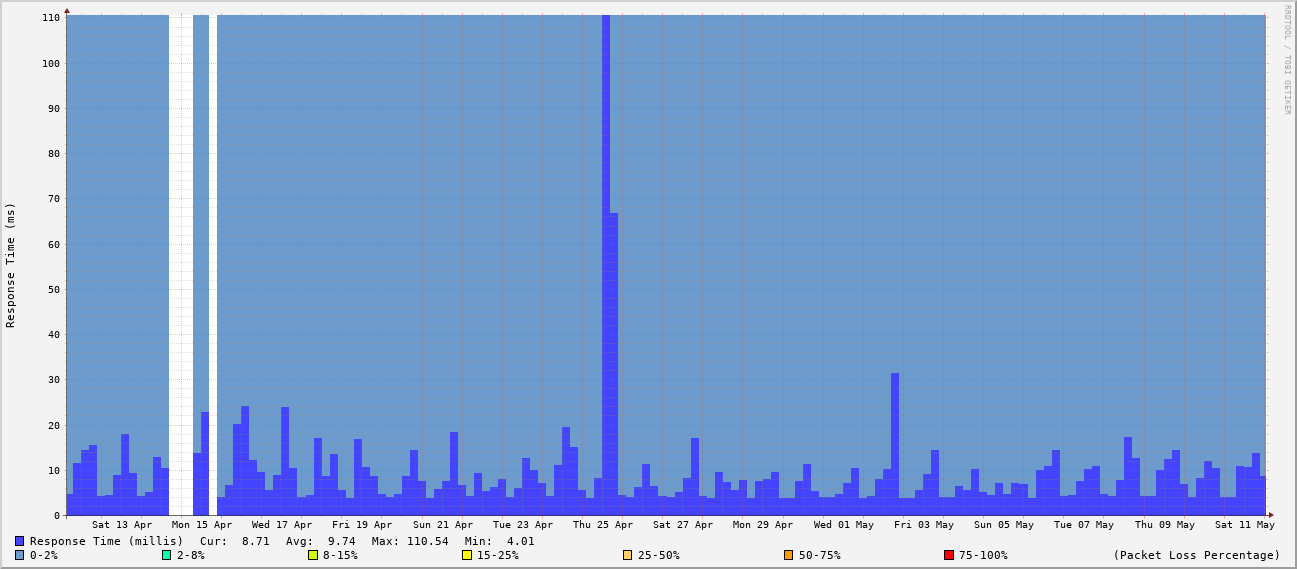 RRDTOOL / TOBI OETIKER
Response Time (ms)
110
100
90
80
70
60
50
40
30
20
10
0
Sat 13 Apr Mon 15 Apr Wed 17 Apr Fri 19 Apr Sun 21 Apr Tue 23 Apr Thu 25 Apr Sat 27 Apr Mon 29 Apr Wed 01 May Fri 03 May Sun 05 May Tue 07 May Thu 09 May Sat 11 May
Response Time (millis) Cur: 8.71 Avg: 9.74 Max: 110.54 Min: 4.01
0-2% 2-8% 8-15% 15-25% 25-50% 50-75% 75-100% (Packet Loss Percentage)